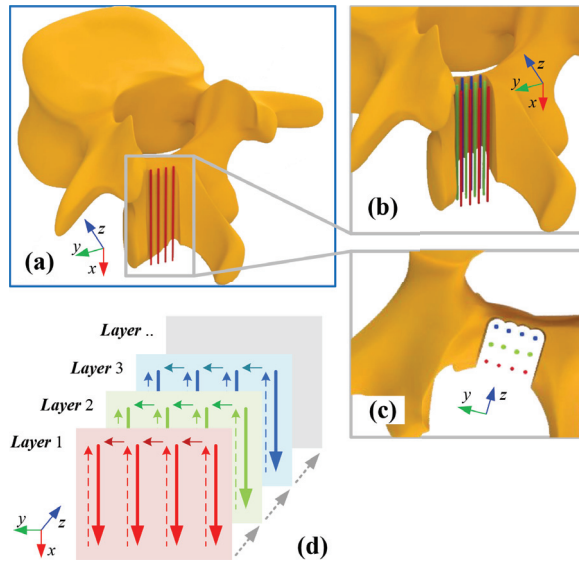 z
y
x
(a)
z
y
x
(b)
(c)
y
z
Layer ..
Layer 3
Layer 2
Layer 1
z
y
x
(d)